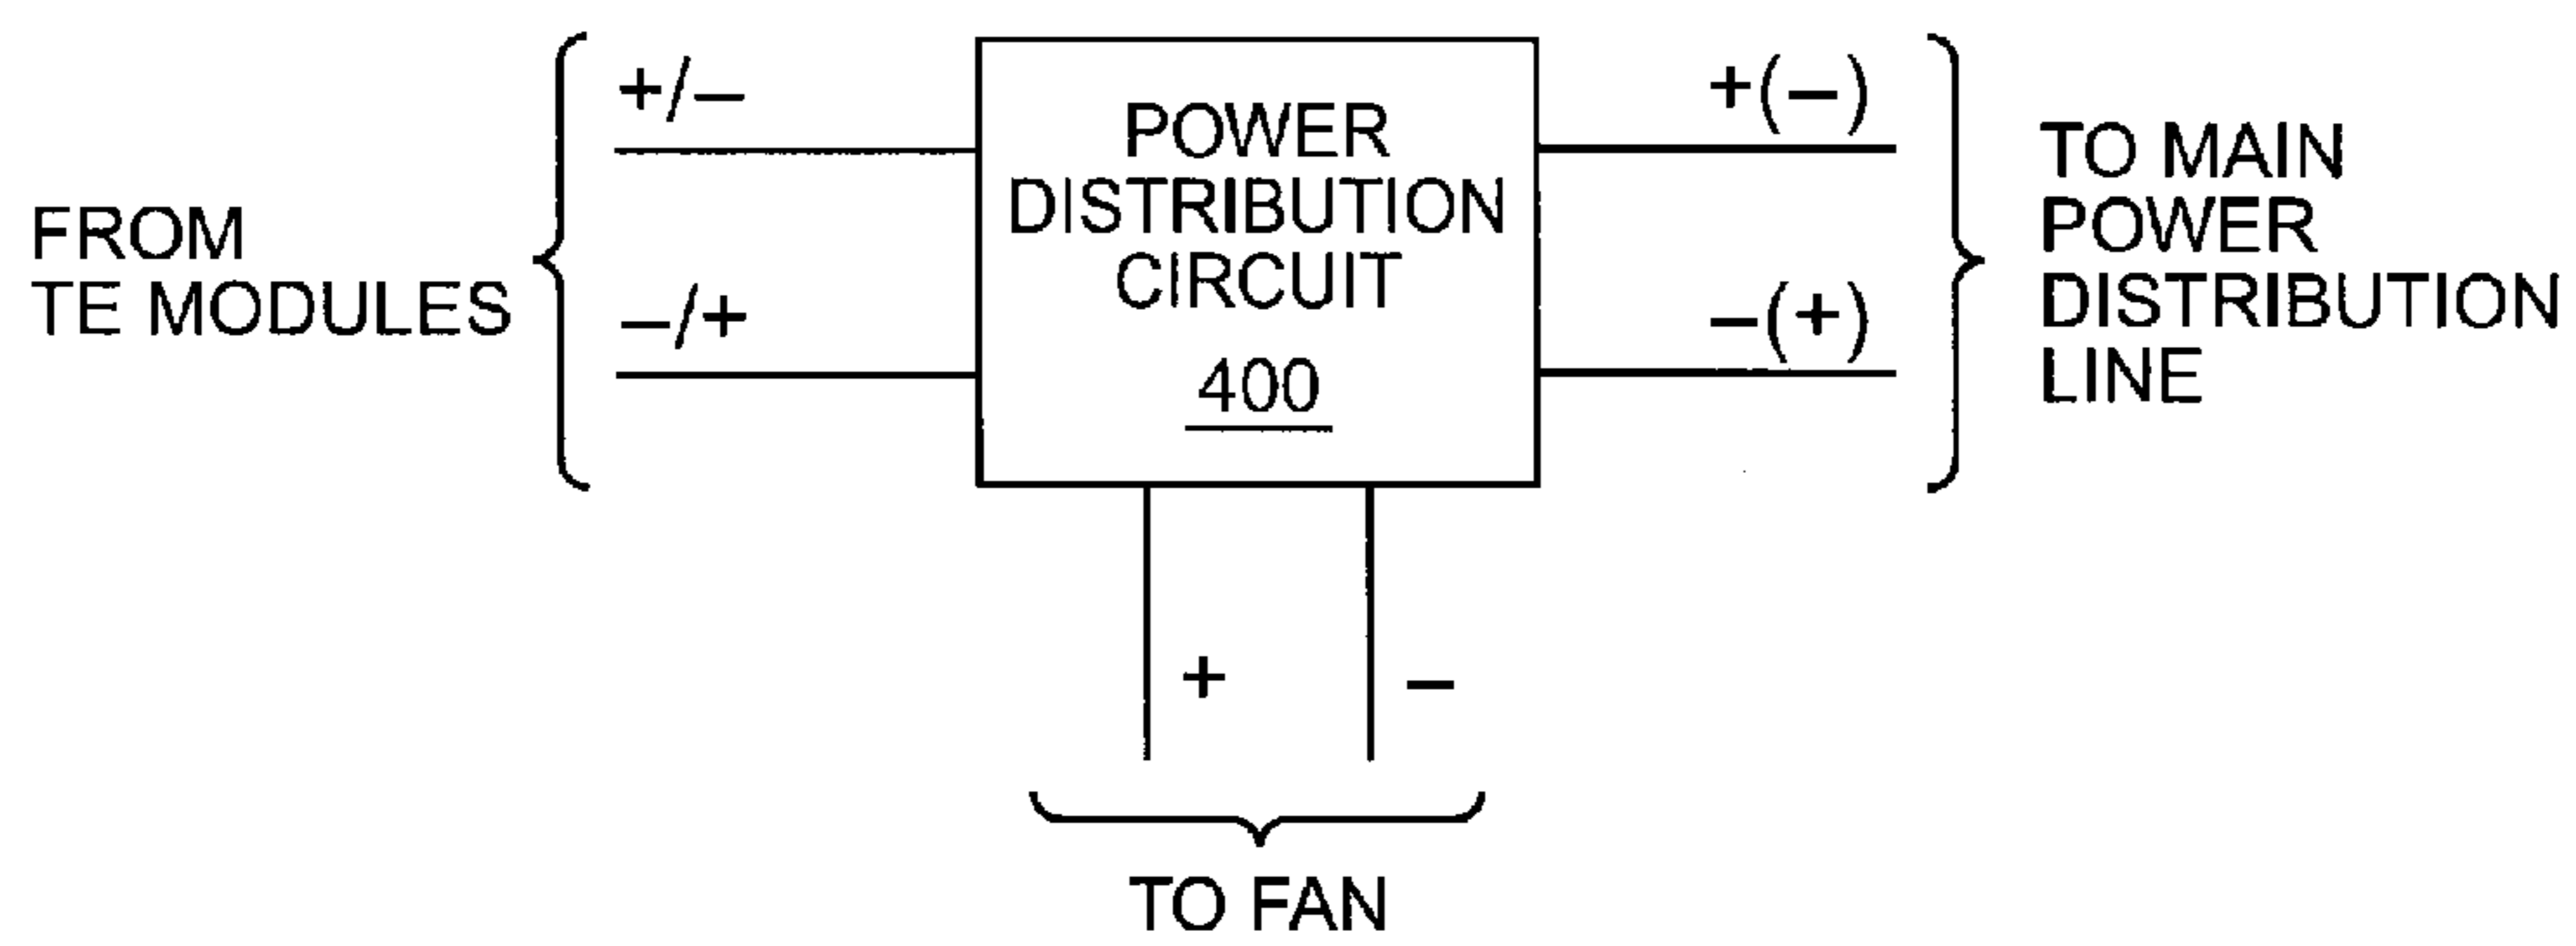 FROM
TE MODULES
+/–
–/+
POWER
DISTRIBUTION
CIRCUIT
400
+(–)
–(+)
TO MAIN
POWER
DISTRIBUTION
LINE
+ –
TO FAN